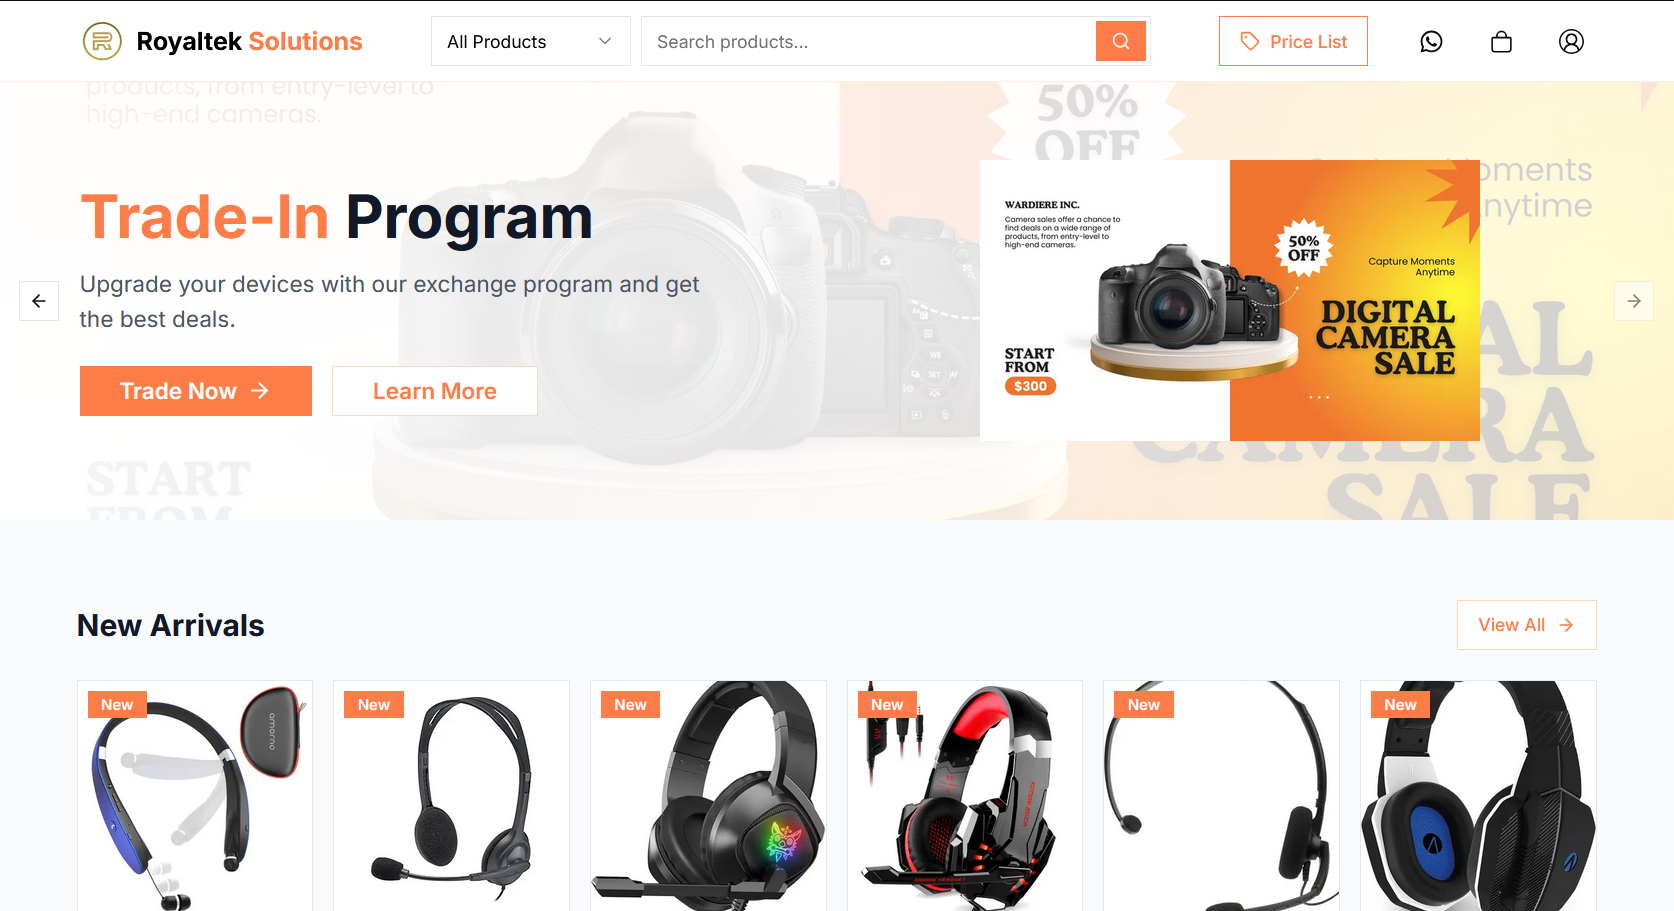 Royaltek Solutions
All Products
Search products...
Price List
products, from entry-level to
high-end cameras.
50%
OFF
Moments
nytime
Trade-In Program
Upgrade your devices with our exchange program and get
the best deals.
Trade Now
Learn More
WARDIERE INC.
Camera sales offer a chance to
find deals on a wide range of
products, from entry-level to
high-end cameras.
50%
OFF
Capture Moments
Anytime
DIGITAL
CAMERA
SALE
START
FROM
$300
START
FROM
AL
CAMERA
SALE
New Arrivals
View All
New
New
New
New
New
New